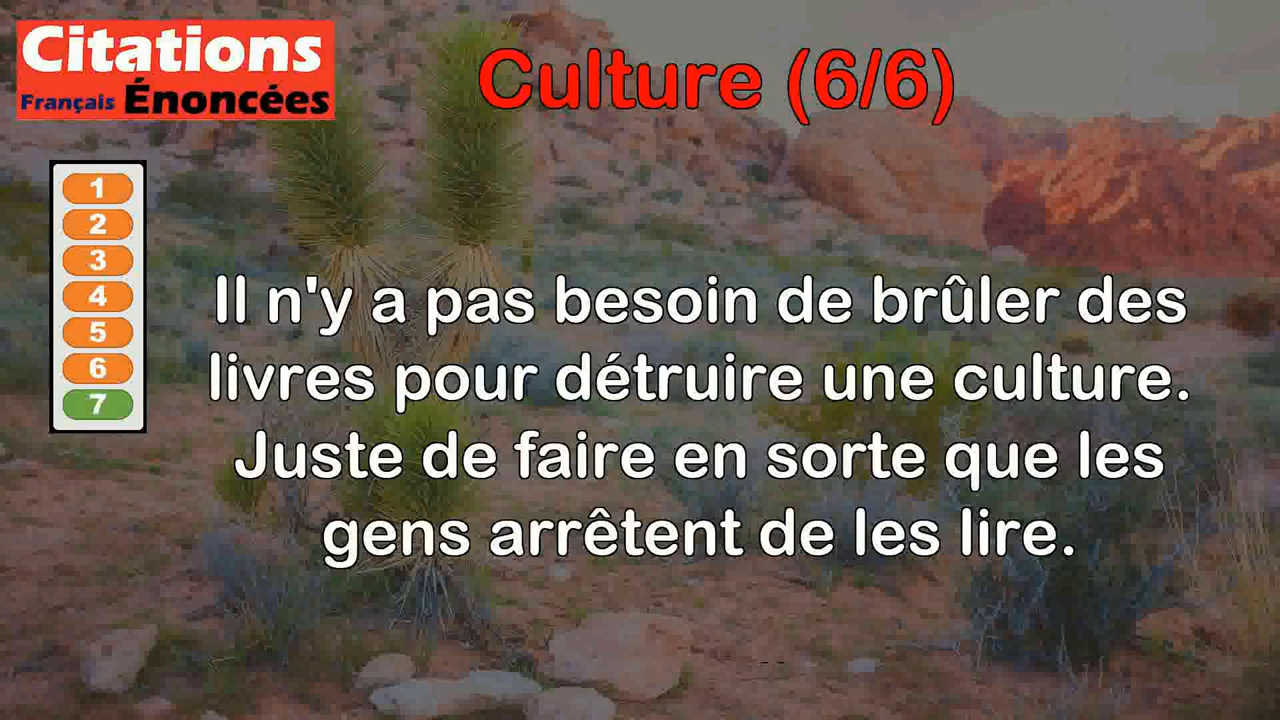 Citations
Français Énoncées
Culture (6/6)
1
2
3
4
5
6
7
Il n'y a pas besoin de brûler des
livres pour détruire une culture.
Juste de faire en sorte que les
gens arrêtent de les lire.